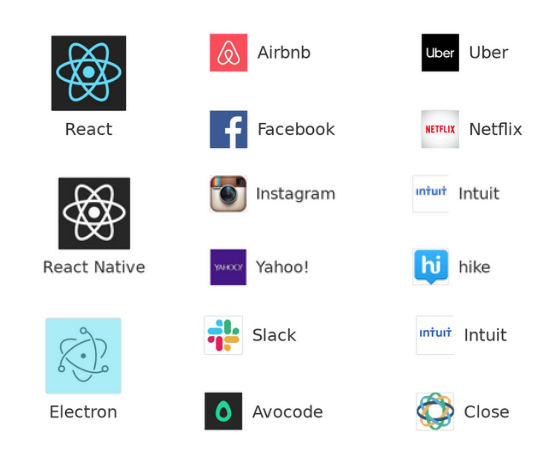 Airbnb
Uber Uber
React
Facebook
NETFLIX Netflix
Instagram
intuit Intuit
React Native
YAHOO! Yahoo!
hi hike
Slack
intuit Intuit
Electron
Avocode
Close